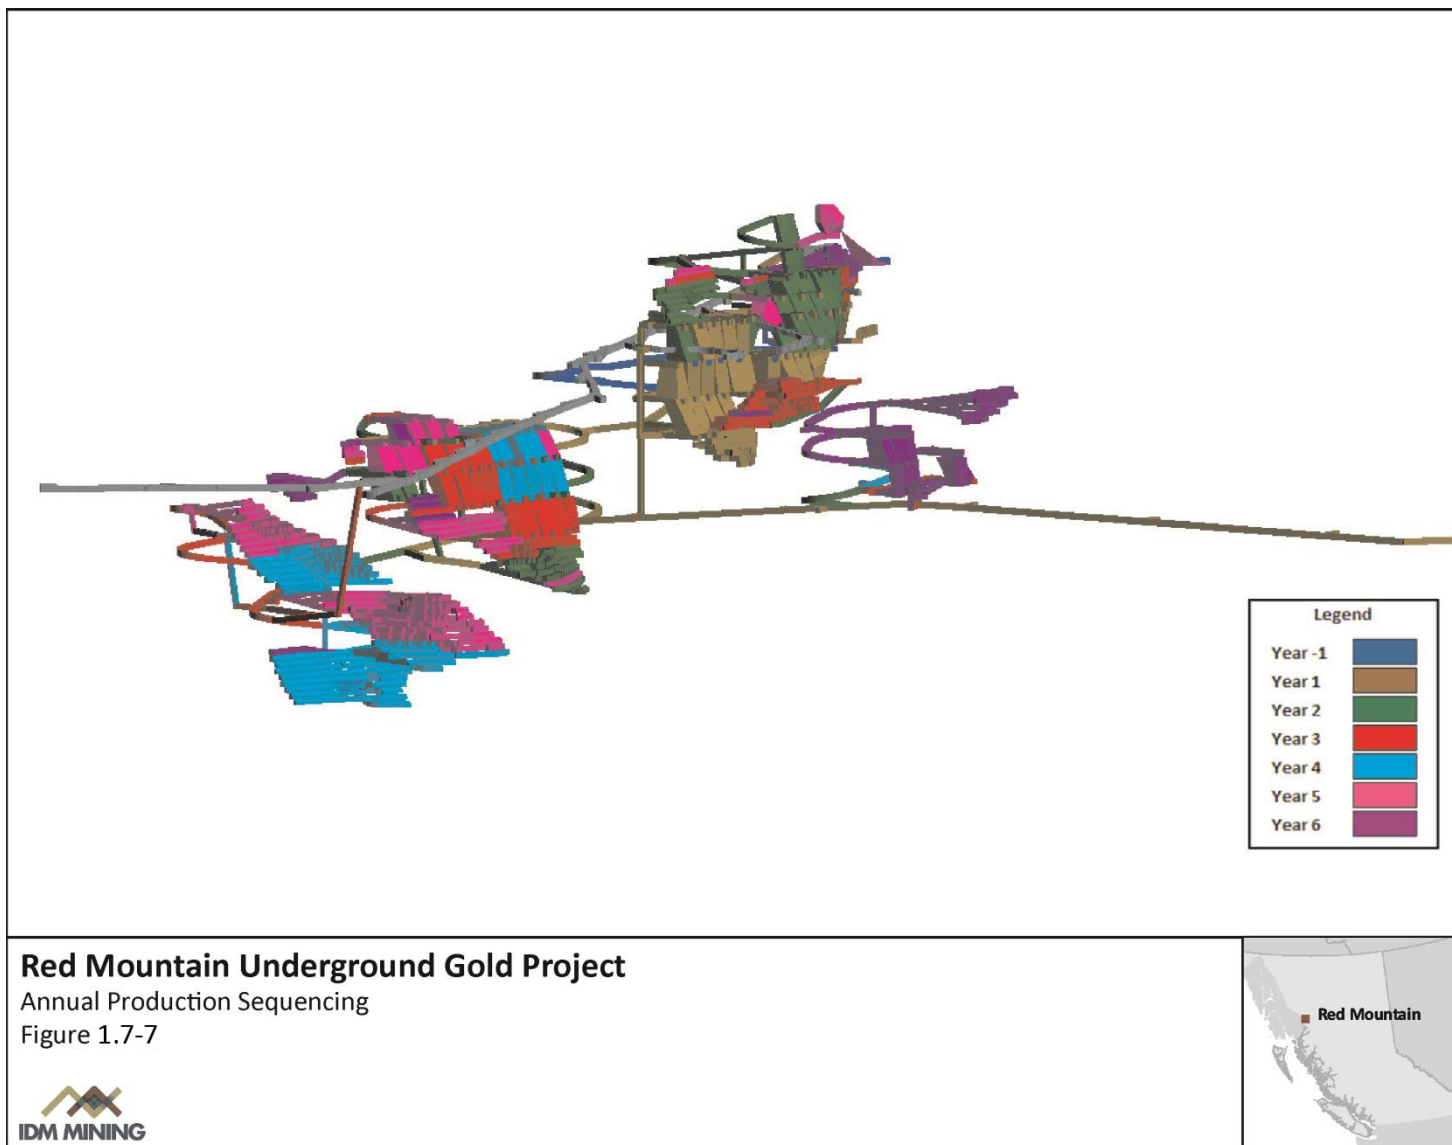 Legend
Year -1
Year 1
Year 2
Year 3
Year 4
Year 5
Year 6
Red Mountain Underground Gold Project
Annual Production Sequencing
Figure 1.7-7
Red Mountain
IDM MINING